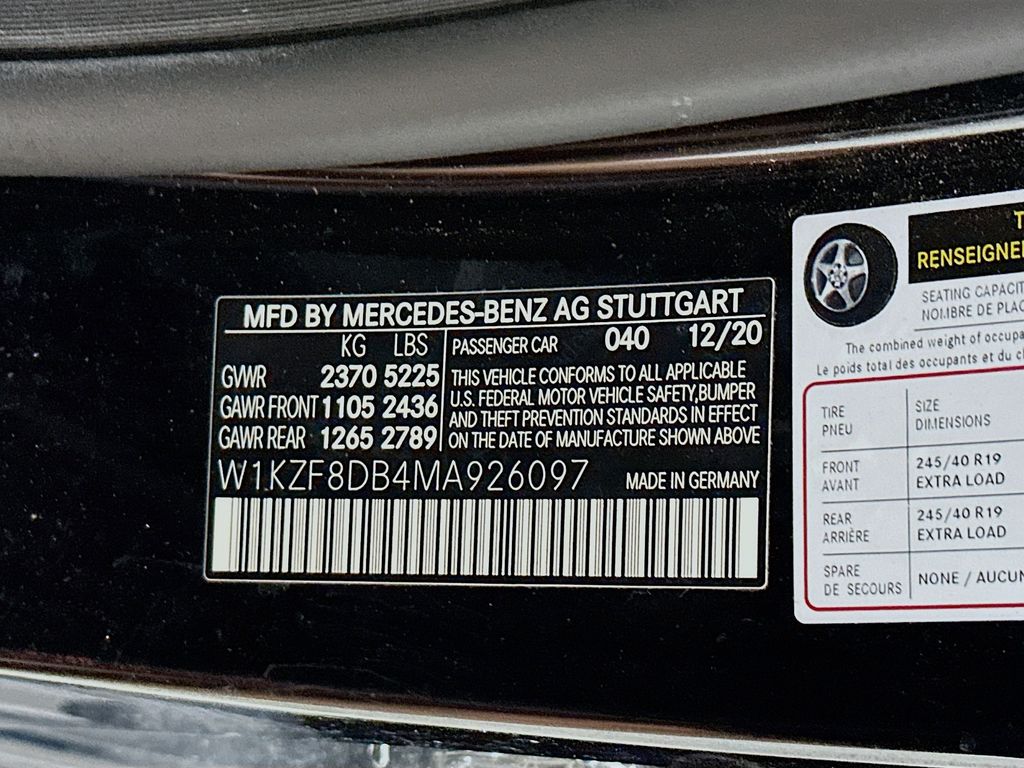 MFD BY MERCEDES-BENZ AG STUTTGART
KG LBS
GVWR 2370 5225
GAWR FRONT 1105 2436
GAWR REAR 1265 2789
PASSENGER CAR 040 12/20
THIS VEHICLE CONFORMS TO ALL APPLICABLE
U.S. FEDERAL MOTOR VEHICLE SAFETY,BUMPER
AND THEFT PREVENTION STANDARDS IN EFFECT
ON THE DATE OF MANUFACTURE SHOWN ABOVE
W1KZF8DB4MA926097 MADE IN GERMANY
T
RENSEIGNE
SEATING CAPACIT
NOMBRE DE PLAC
The combined weight of occupa
Le poids total des occupants et du c
TIRE SIZE
PNEU DIMENSIONS
FRONT 245/40 R19
AVANT EXTRA LOAD
REAR 245/40 R19
ARRIÈRE EXTRA LOAD
SPARE NONE / AUCUN
DE SECOURS